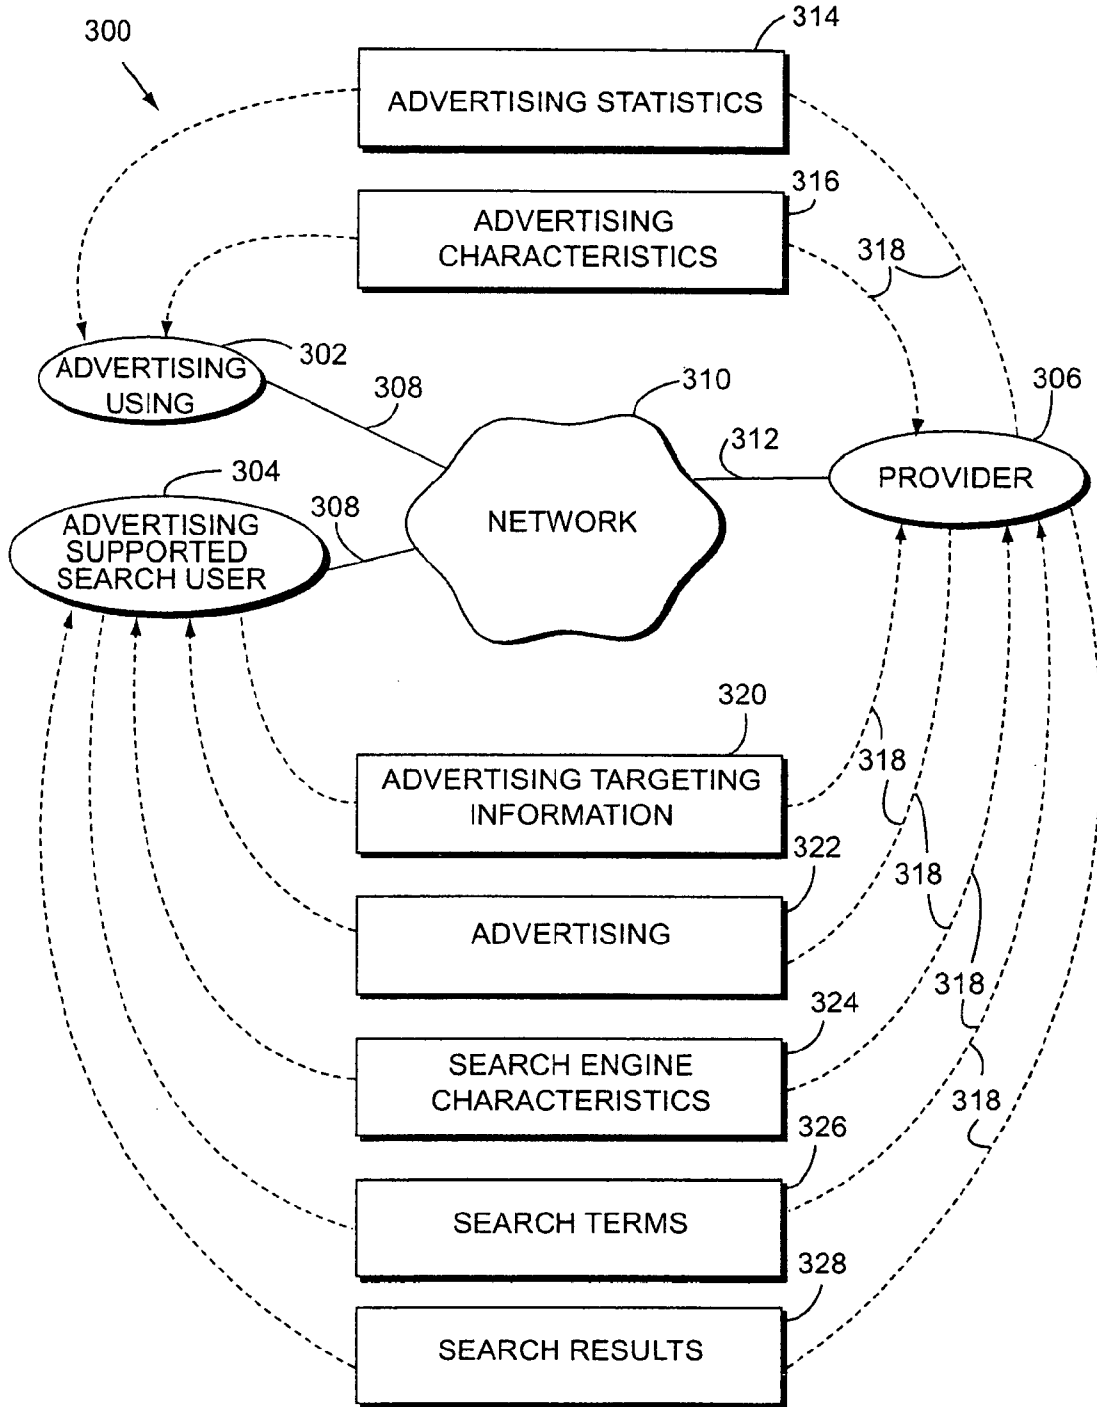 300
314
ADVERTISING STATISTICS
316
ADVERTISING
CHARACTERISTICS
318
302
ADVERTISING
USING
308
310
306
312
PROVIDER
304
ADVERTISING
SUPPORTED
SEARCH USER
308
NETWORK
320
ADVERTISING TARGETING
INFORMATION
318
322
ADVERTISING
318
324
SEARCH ENGINE
CHARACTERISTICS
318
326
SEARCH TERMS
318
328
SEARCH RESULTS